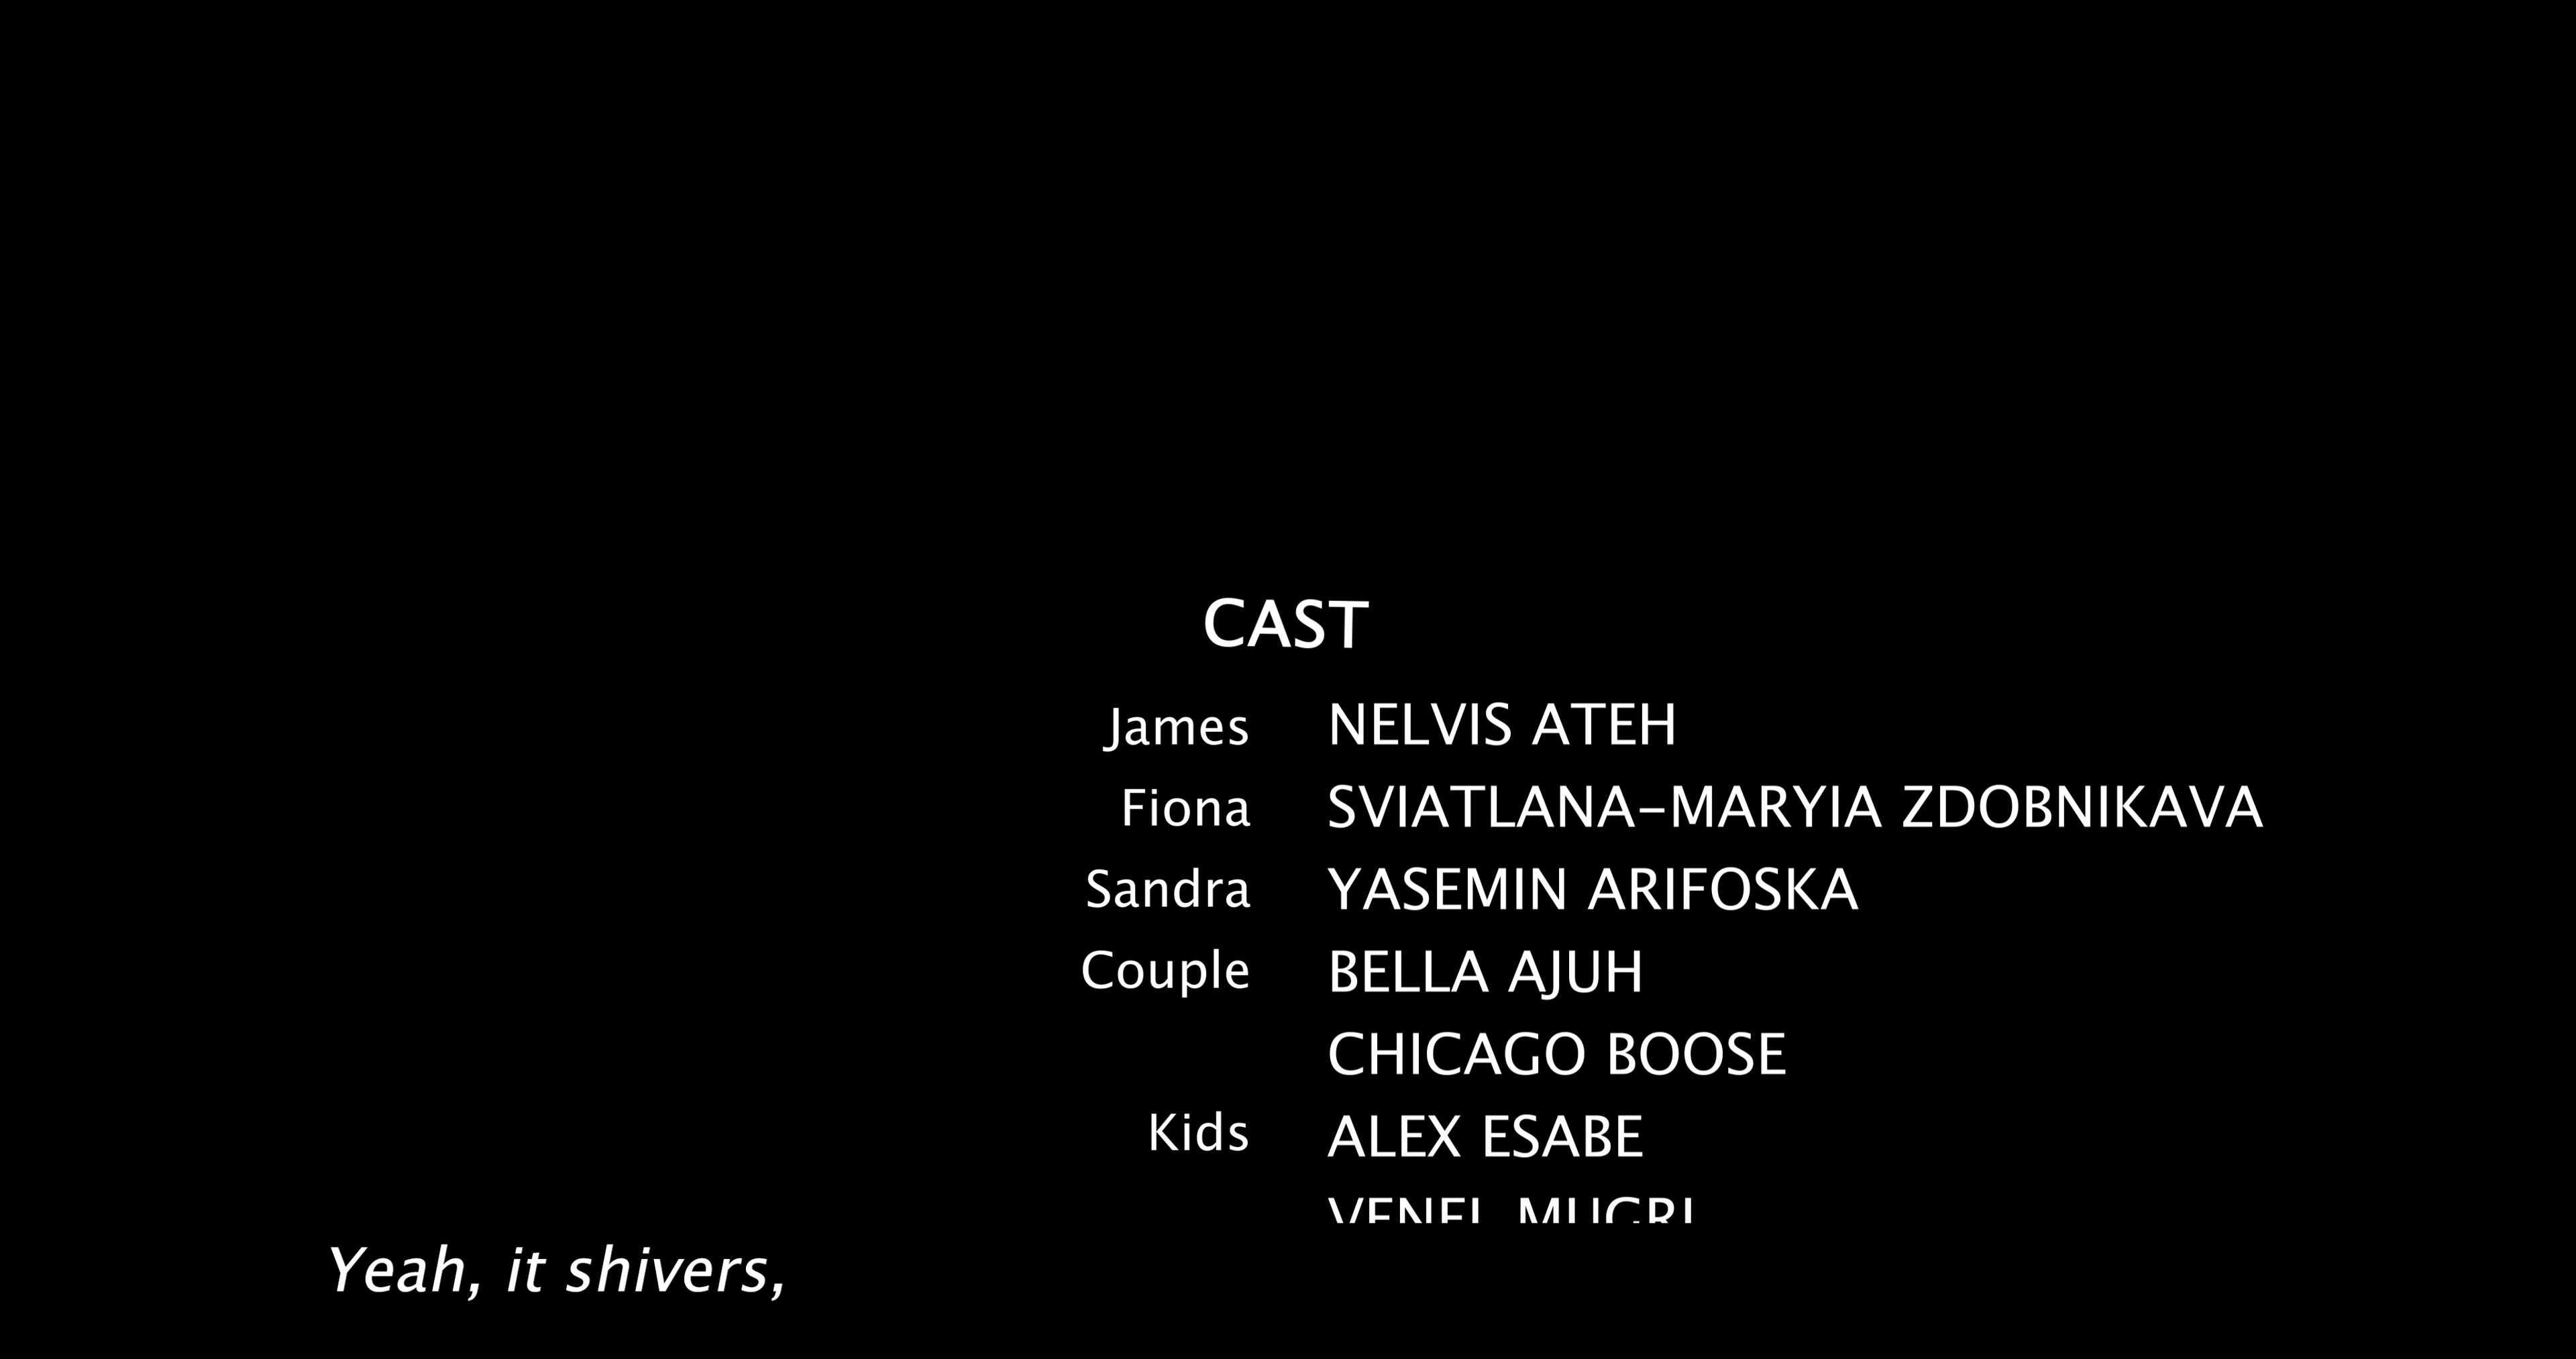 CAST
James NELVIS ATEH
Fiona SVIATLANA-MARYIA ZDOBNIKAVA
Sandra YASEMIN ARIFOSKA
Couple BELLA AJUH
CHICAGO BOOSE
Kids ALEX ESABE
Yeah, it shivers,